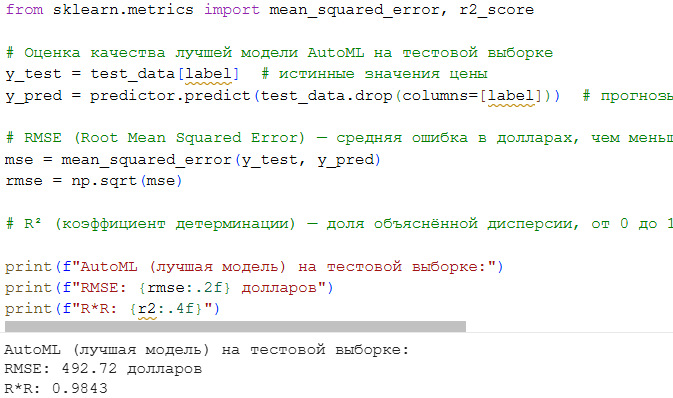 from sklearn.metrics import mean_squared_error, r2_score
# Оценка качества лучшей модели AutoML на тестовой выборке
y_test = test_data[label]  # истинные значения цены
y_pred = predictor.predict(test_data.drop(columns=[label]))  # прогнозы
# RMSE (Root Mean Squared Error) — средняя ошибка в долларах, чем меньш
mse = mean_squared_error(y_test, y_pred)
rmse = np.sqrt(mse)
# R² (коэффициент детерминации) — доля объяснённой дисперсии, от 0 до 1
print(f"AutoML (лучшая модель) на тестовой выборке:")
print(f"RMSE: {rmse:.2f} долларов")
print(f"R*R: {r2:.4f}")
AutoML (лучшая модель) на тестовой выборке:
RMSE: 492.72 долларов
R*R: 0.9843